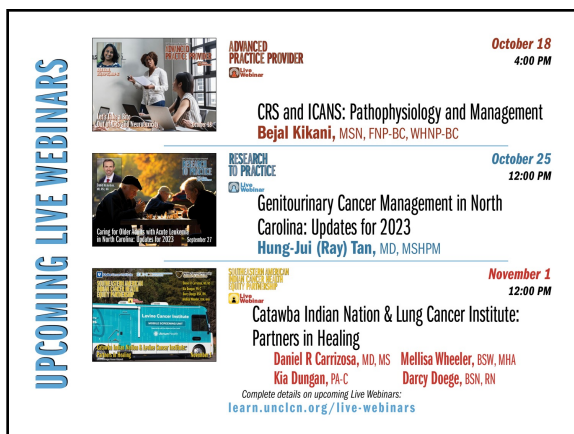 UPCOMING LIVE WEBINARS
ADVANCED
PRACTICE PROVIDER
Live
Webinar
October 18
4:00 PM
CRS and ICANS: Pathophysiology and Management
Bejal Kikani, MSN, FNP-BC, WHNP-BC
RESEARCH
TO PRACTICE
Live
Webinar
October 25
12:00 PM
Genitourinary Cancer Management in North
Carolina: Updates for 2023
Hung-Jui (Ray) Tan, MD, MSHPM
Caring for Older Adults with Acute Leukemia
in North Carolina: Updates for 2023
September 27
SOUTHEASTERN AMERICAN
INDIAN CANCER HEALTH
EQUITY PARTNERSHIP
Live
Webinar
November 1
12:00 PM
Catawba Indian Nation & Lung Cancer Institute:
Partners in Healing
Daniel R Carrizosa, MD, MS Mellisa Wheeler, BSW, MHA
Kia Dungan, PA-C Darcy Doege, BSN, RN
Levine Cancer Institute
Complete details on upcoming Live Webinars:
learn.unclcn.org/live-webinars